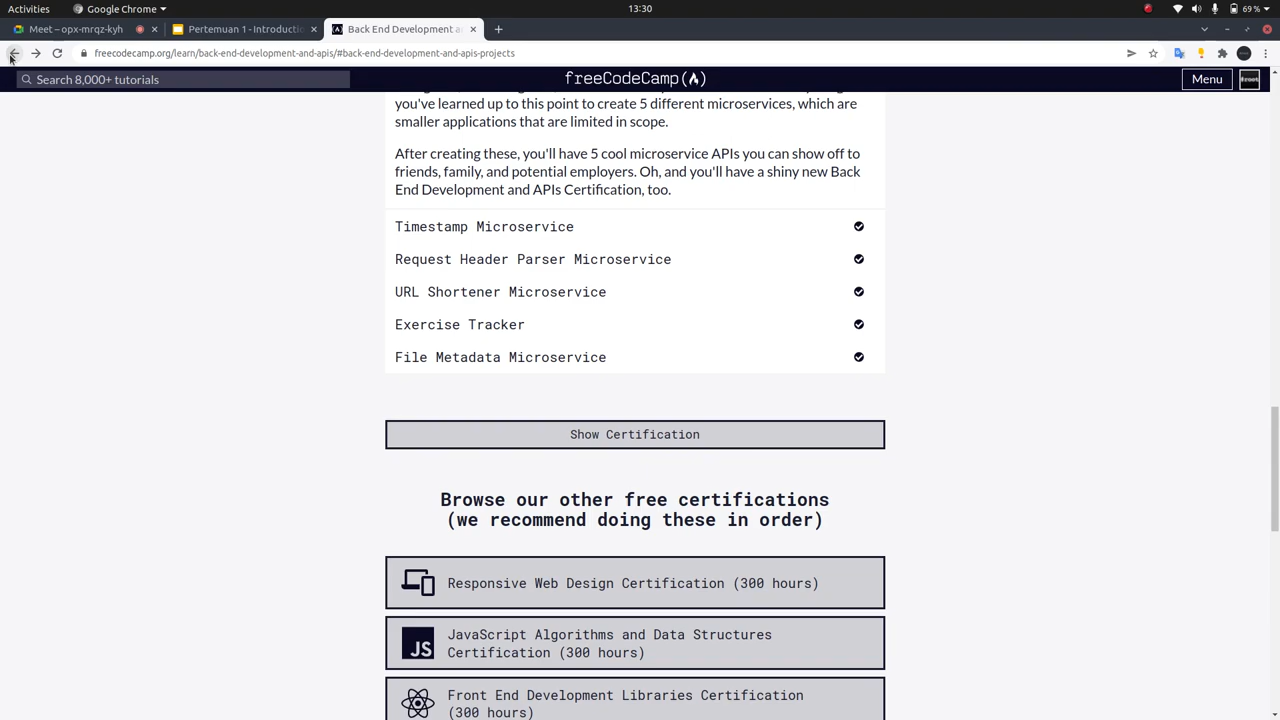 Activities
Google Chrome
13:30
69 %
Meet – opx-mrqz-kyh
Pertemuan 1 - Introductio
Back End Development a
freecodecamp.org/learn/back-end-development-and-apis/#back-end-development-and-apis-projects
Search 8,000+ tutorials
freeCodeCamp(🔥)
Menu
you've learned up to this point to create 5 different microservices, which are
smaller applications that are limited in scope.
After creating these, you'll have 5 cool microservice APIs you can show off to
friends, family, and potential employers. Oh, and you'll have a shiny new Back
End Development and APIs Certification, too.
Timestamp Microservice
Request Header Parser Microservice
URL Shortener Microservice
Exercise Tracker
File Metadata Microservice
Show Certification
Browse our other free certifications
(we recommend doing these in order)
Responsive Web Design Certification (300 hours)
JS
JavaScript Algorithms and Data Structures
Certification (300 hours)
Front End Development Libraries Certification
(300 hours)